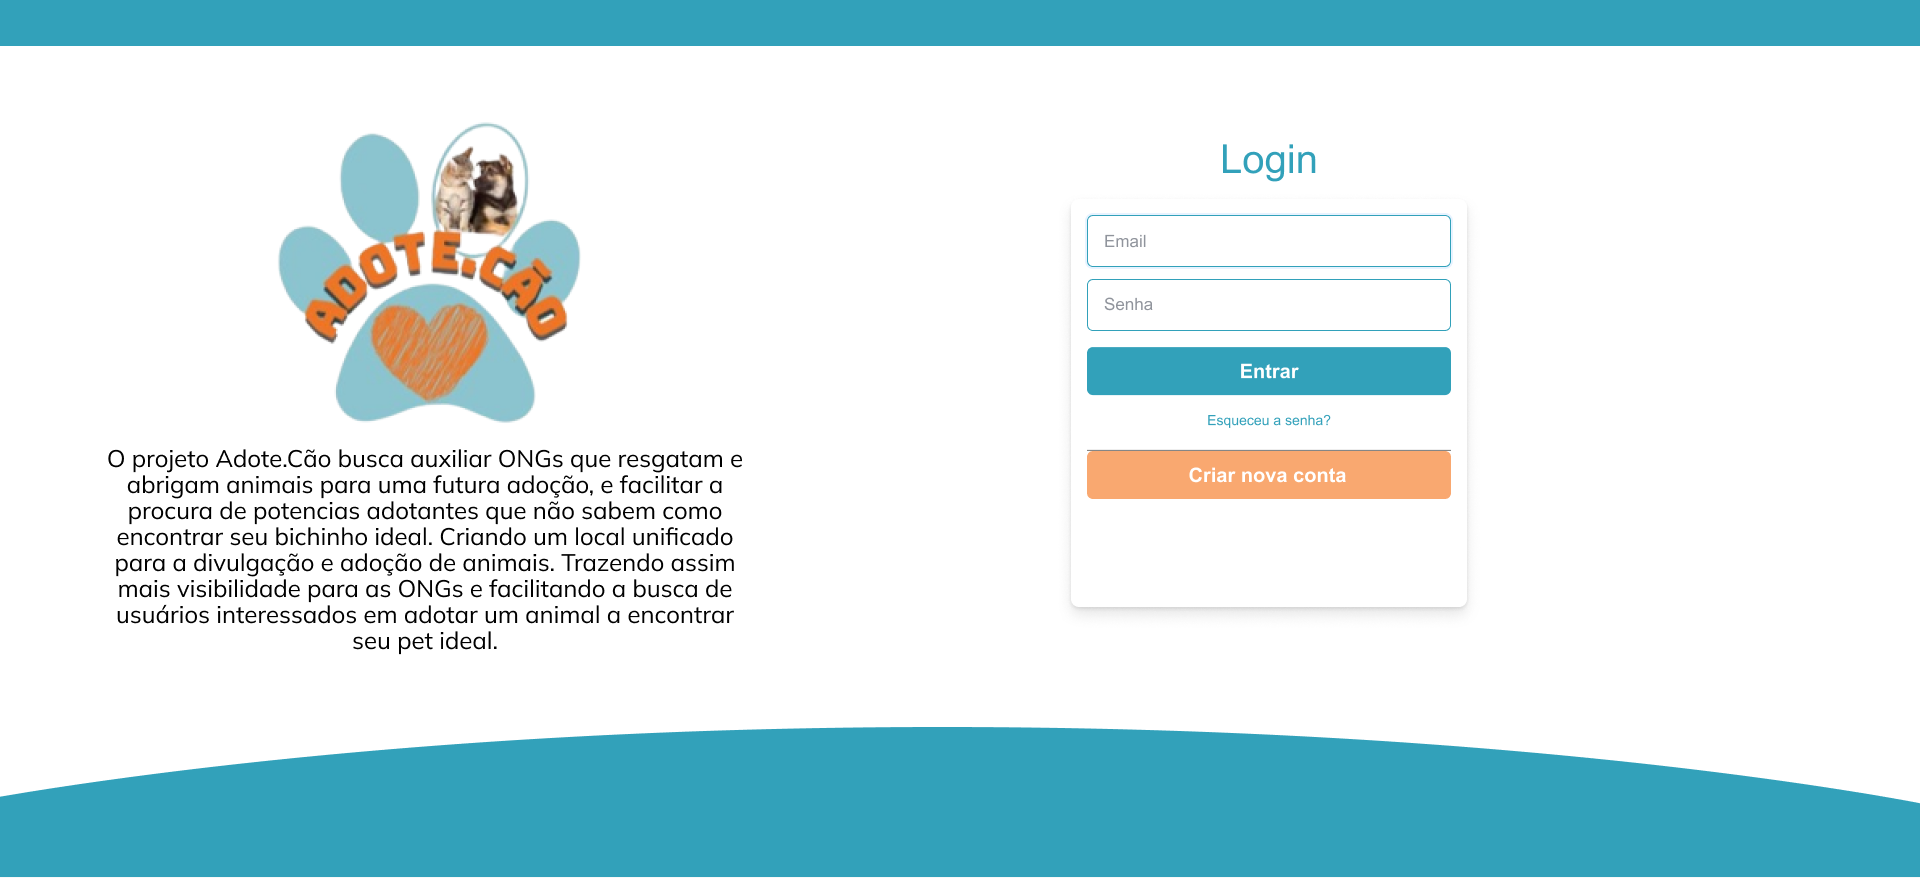 ADOTE.CÃO
O projeto Adote.Cão busca auxiliar ONGs que resgatam e
abrigam animais para uma futura adoção, e facilitar a
procura de potencias adotantes que não sabem como
encontrar seu bichinho ideal. Criando um local unificado
para a divulgação e adoção de animais. Trazendo assim
mais visibilidade para as ONGs e facilitando a busca de
usuários interessados em adotar um animal a encontrar
seu pet ideal.
Login
Email
Senha
Entrar
Esqueceu a senha?
Criar nova conta